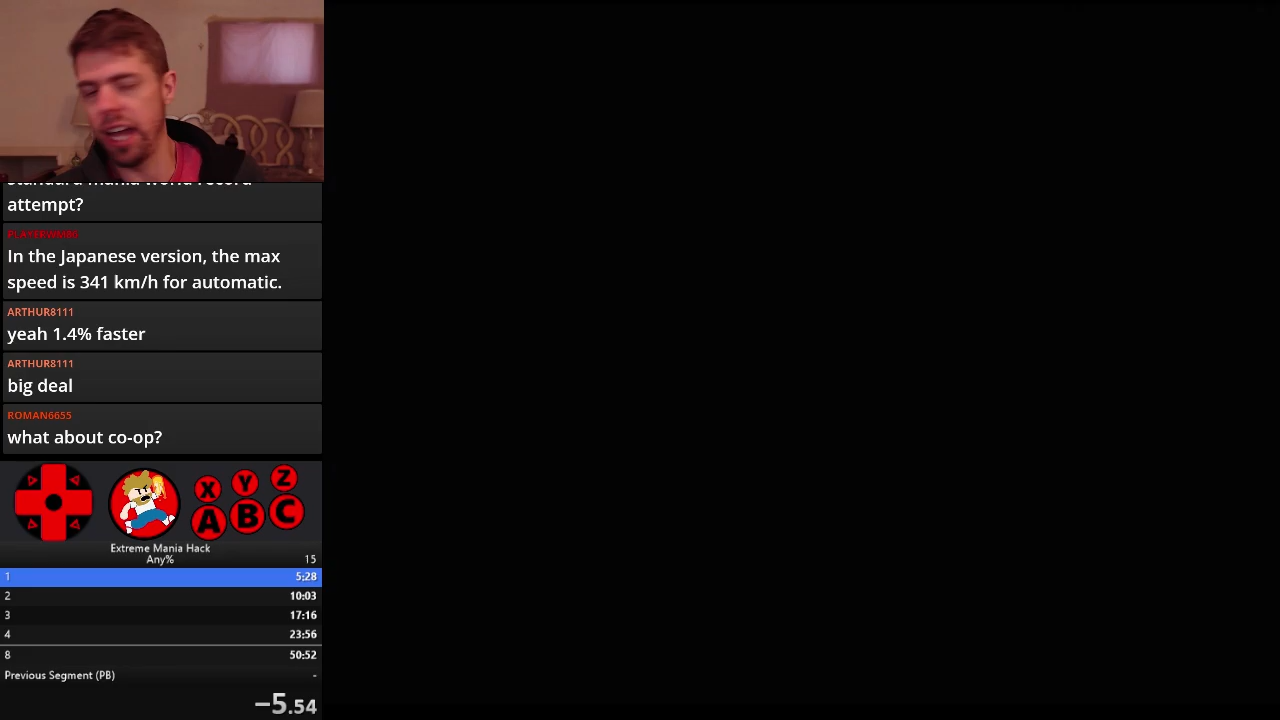 attempt?
PLAYERWM80
In the Japanese version, the max
speed is 341 km/h for automatic.
ARTHUR8111
yeah 1.4% faster
ARTHUR8111
big deal
ROMAN6655
what about co-op?
X Y Z
A B C
Extreme Mania Hack
Any% 15
1 5:28
2 10:03
3 17:16
4 23:56
8 50:52
Previous Segment (PB) -
−5.54